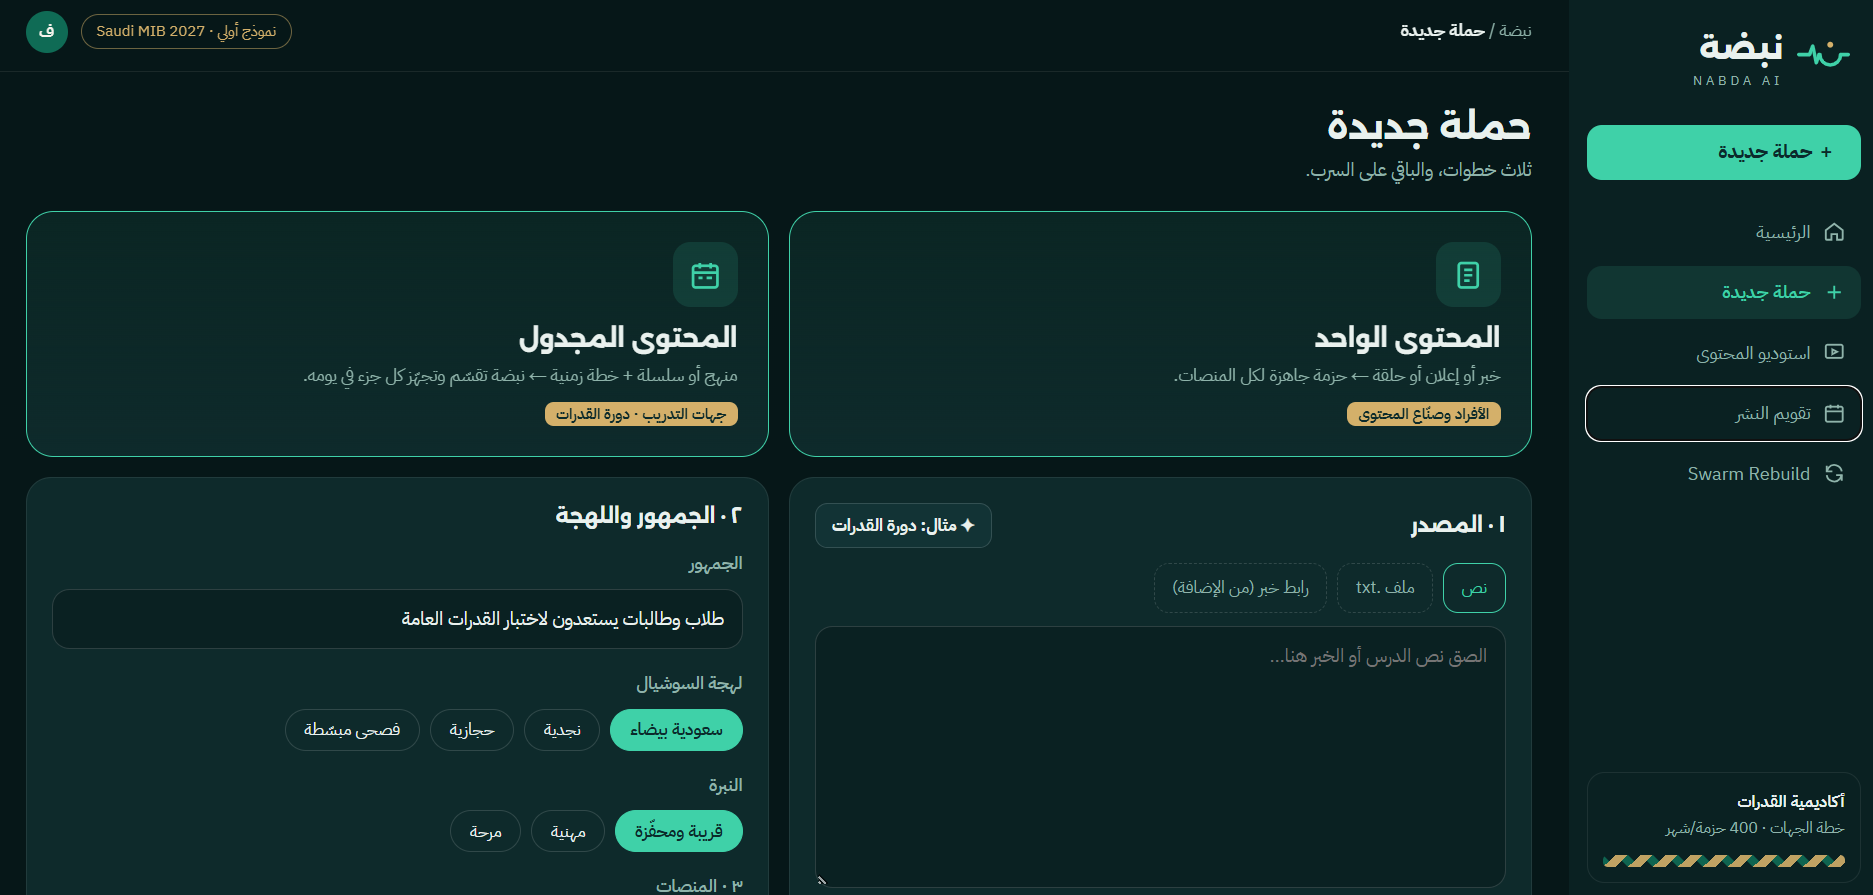 نبضة
NABDA AI
+ حملة جديدة
الرئيسية
حملة جديدة
استوديو المحتوى
تقويم النشر
Swarm Rebuild
أكاديمية القدرات
خطة الجهات · 400 حزمة/شهر
نبضة / حملة جديدة
نموذج أولي · Saudi MIB 2027
ف
حملة جديدة
ثلاث خطوات، والباقي على السرب.
المحتوى الواحد
خبر أو إعلان أو حلقة ← حزمة جاهزة لكل المنصات.
الأفراد وصنّاع المحتوى
المحتوى المجدول
منهج أو سلسلة + خطة زمنية ← نبضة تقسّم وتجهّز كل جزء في يومه.
جهات التدريب · دورة القدرات
١ · المصدر
✦ مثال: دورة القدرات
نص
ملف .txt
رابط خبر (من الإضافة)
الصق نص الدرس أو الخبر هنا...
٢ · الجمهور واللهجة
الجمهور
طلاب وطالبات يستعدون لاختبار القدرات العامة
لهجة السوشيال
سعودية بيضاء
نجدية
حجازية
فصحى مبسّطة
النبرة
قريبة ومحفّزة
مهنية
مرحة
٣ · المنصات